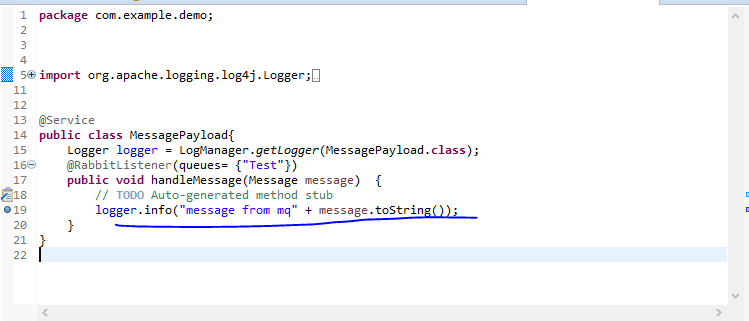 1 package com.example.demo;
2
3
4
5 import org.apache.logging.log4j.Logger;
11
12
13 @Service
14 public class MessagePayload{
15 Logger logger = LogManager.getLogger(MessagePayload.class);
16 @RabbitListener(queues= {"Test"})
17 public void handleMessage(Message message)  {
18 // TODO Auto-generated method stub
19 logger.info("message from mq" + message.toString());
20 }
21 }
22